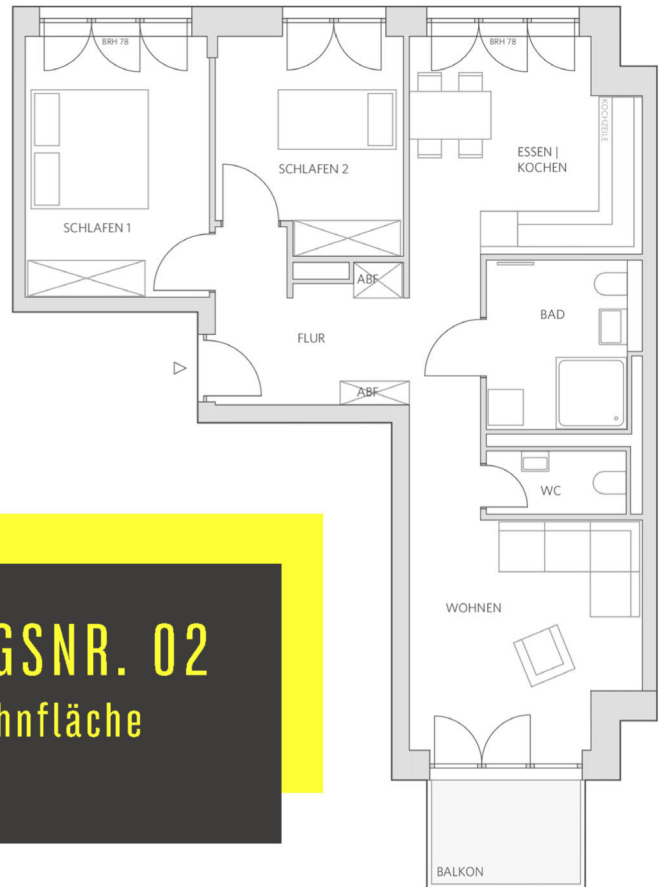 BRH 78
BRH 78
KOCHZEILE
ESSEN |
KOCHEN
SCHLAFEN 2
SCHLAFEN 1
ABF
BAD
FLUR
ABF
WC
WOHNEN
GSNR. 02
hnfläche
BALKON